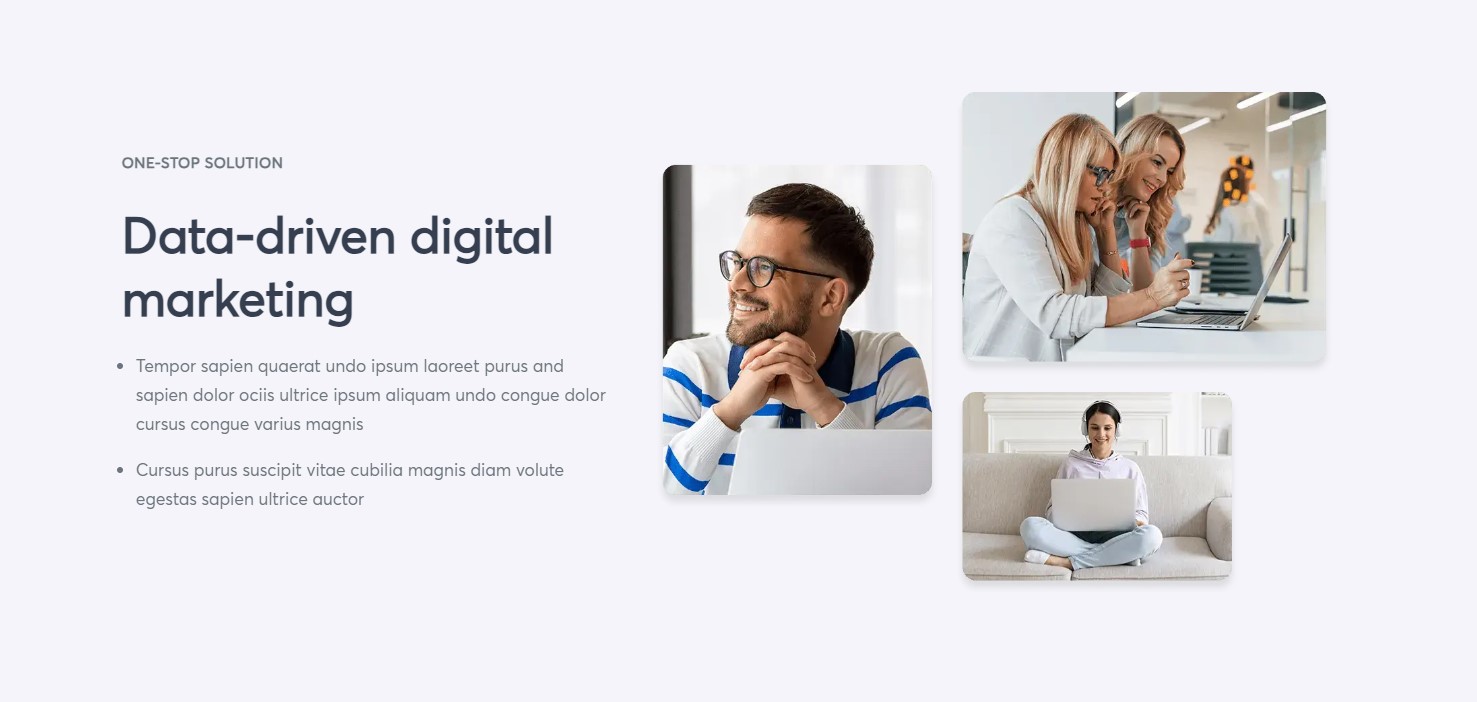 ONE-STOP SOLUTION
Data-driven digital
marketing
Tempor sapien quaerat undo ipsum laoreet purus and
sapien dolor ociis ultrice ipsum aliquam undo congue dolor
cursus congue varius magnis
Cursus purus suscipit vitae cubilia magnis diam volute
egestas sapien ultrice auctor